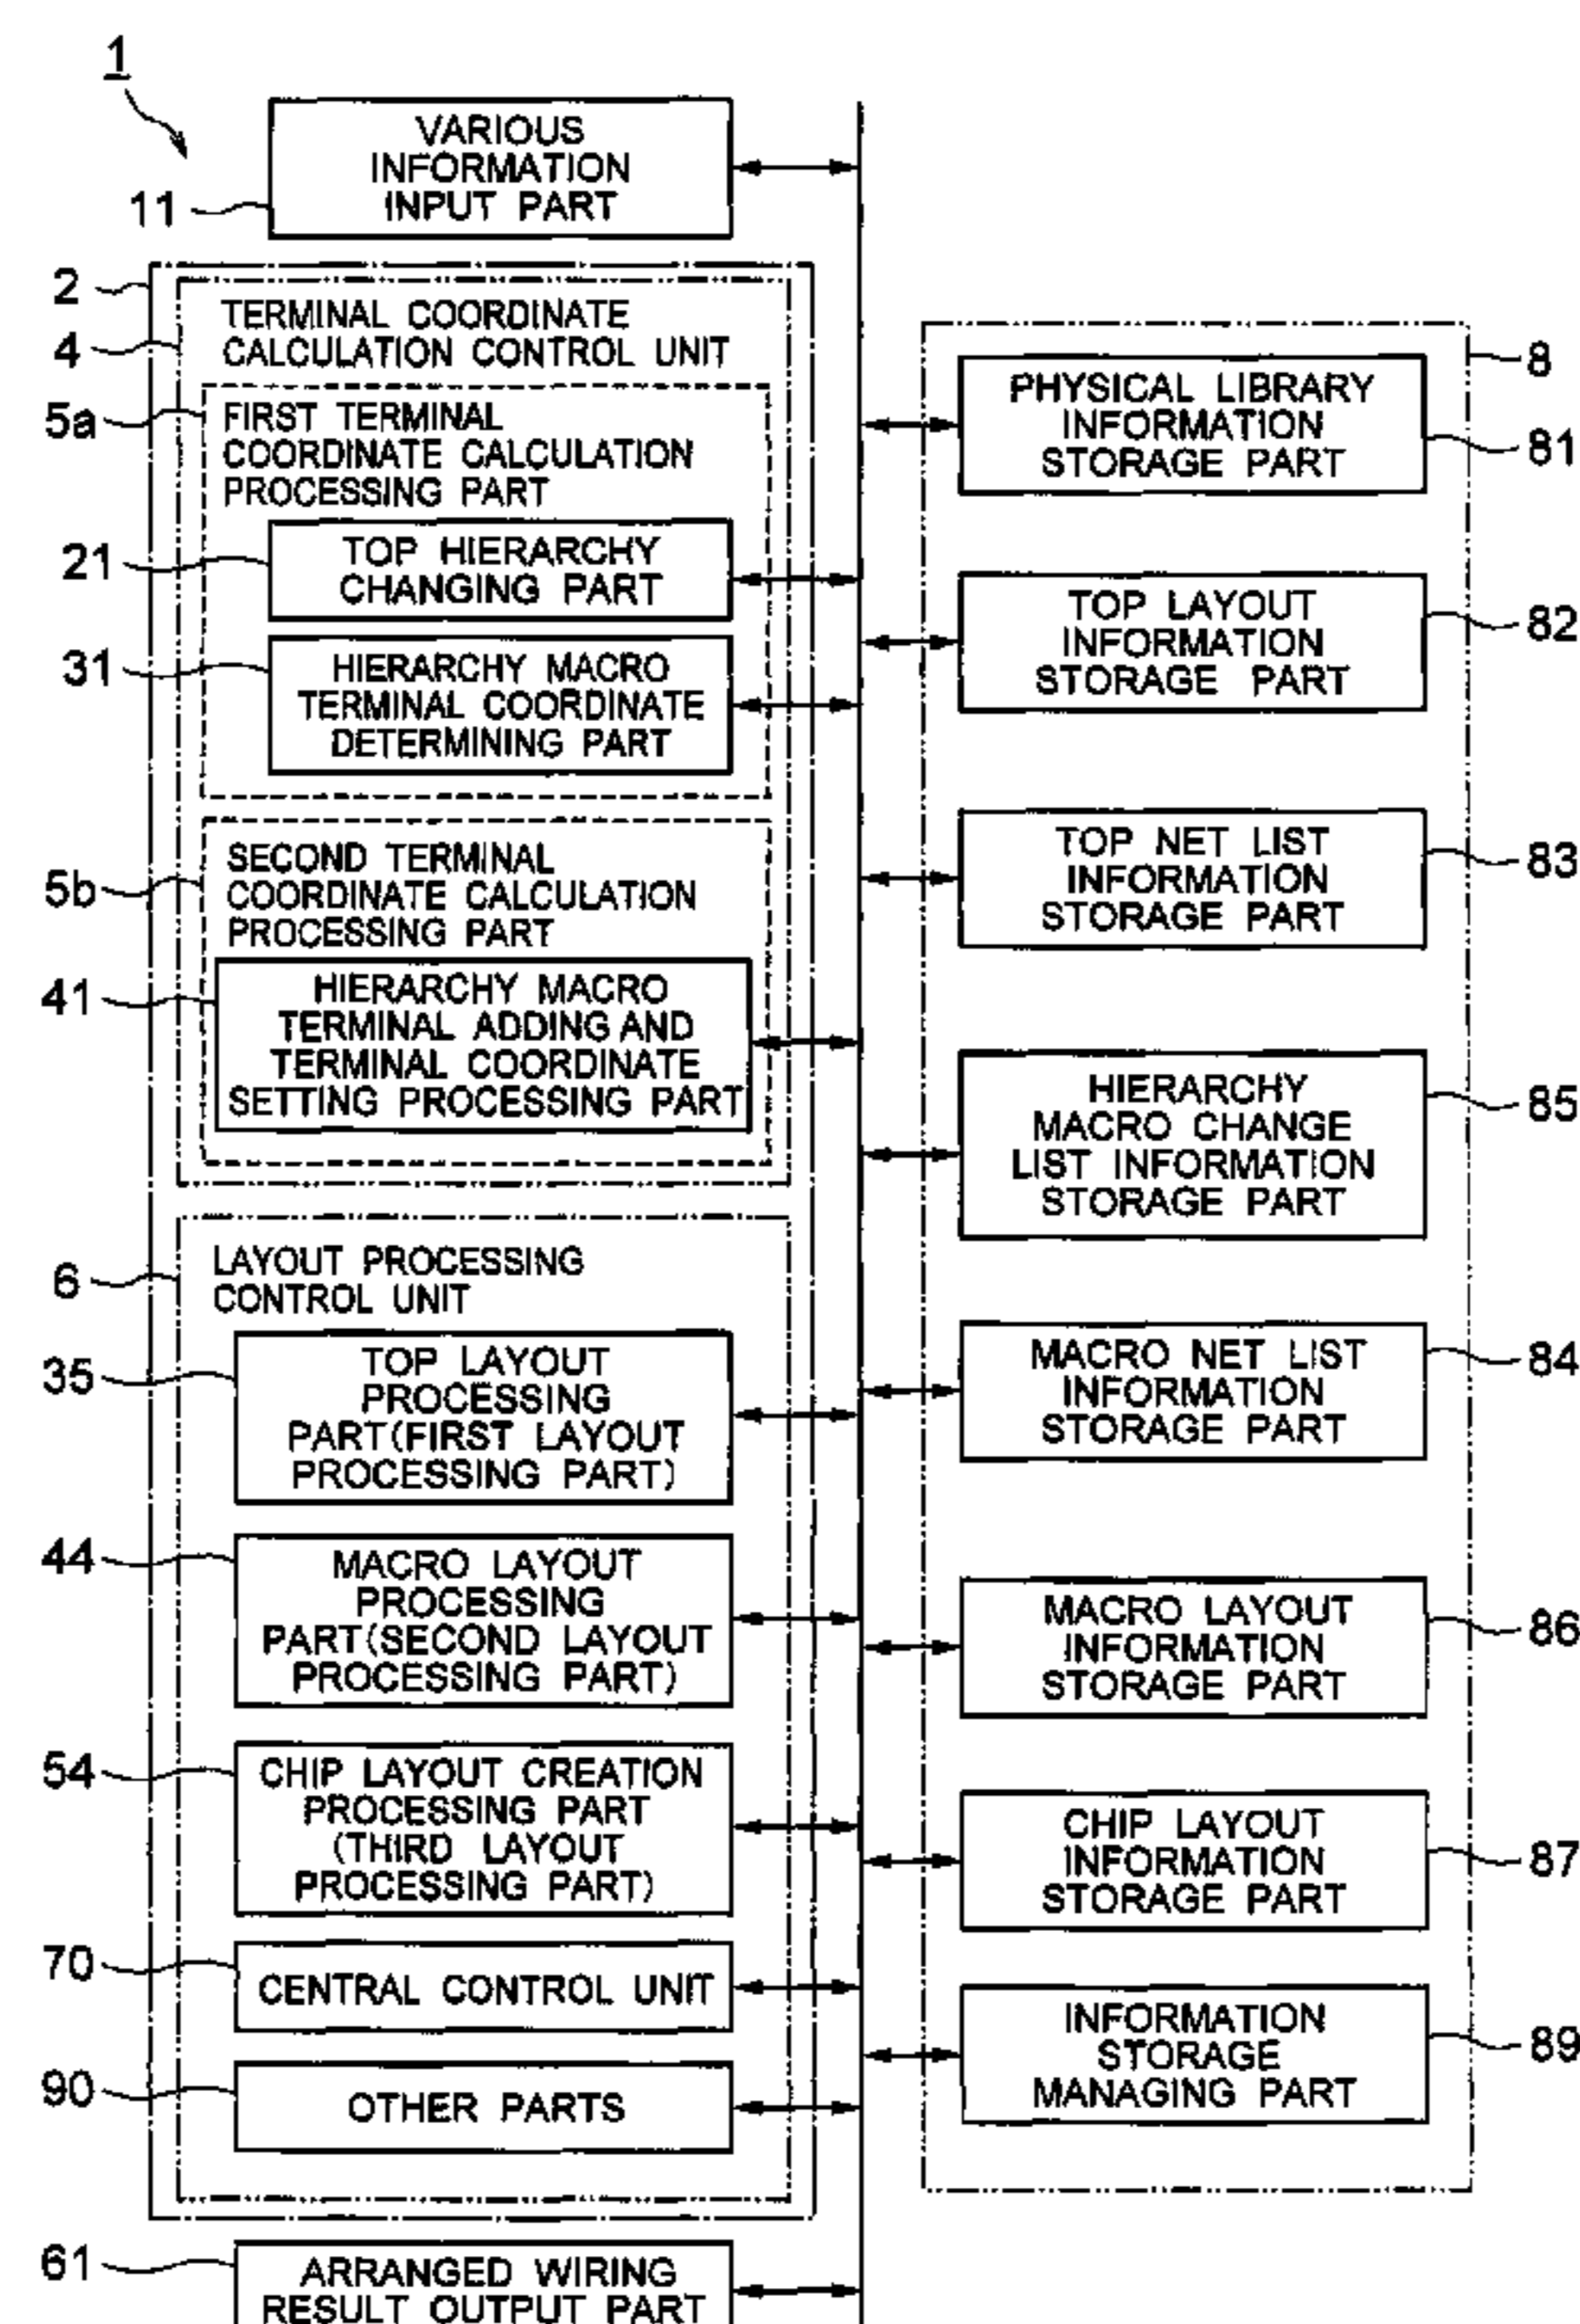 1
VARIOUS
INFORMATION
INPUT PART
11
2
4
TERMINAL COORDINATE
CALCULATION CONTROL UNIT
5a
FIRST TERMINAL
COORDINATE CALCULATION
PROCESSING PART
21
TOP HIERARCHY
CHANGING PART
31
HIERARCHY MACRO
TERMINAL COORDINATE
DETERMINING PART
5b
SECOND TERMINAL
COORDINATE CALCULATION
PROCESSING PART
41
HIERARCHY MACRO
TERMINAL ADDING AND
TERMINAL COORDINATE
SETTING PROCESSING PART
6
LAYOUT PROCESSING
CONTROL UNIT
35
TOP LAYOUT
PROCESSING
PART(FIRST LAYOUT
PROCESSING PART)
44
MACRO LAYOUT
PROCESSING
PART(SECOND LAYOUT
PROCESSING PART)
54
CHIP LAYOUT CREATION
PROCESSING PART
(THIRD LAYOUT
PROCESSING PART)
70
CENTRAL CONTROL UNIT
90
OTHER PARTS
61
ARRANGED WIRING
RESULT OUTPUT PART
8
PHYSICAL LIBRARY
INFORMATION
STORAGE PART
81
TOP LAYOUT
INFORMATION
STORAGE PART
82
TOP NET LIST
INFORMATION
STORAGE PART
83
HIERARCHY
MACRO CHANGE
LIST INFORMATION
STORAGE PART
85
MACRO NET LIST
INFORMATION
STORAGE PART
84
MACRO LAYOUT
INFORMATION
STORAGE PART
86
CHIP LAYOUT
INFORMATION
STORAGE PART
87
INFORMATION
STORAGE
MANAGING PART
89